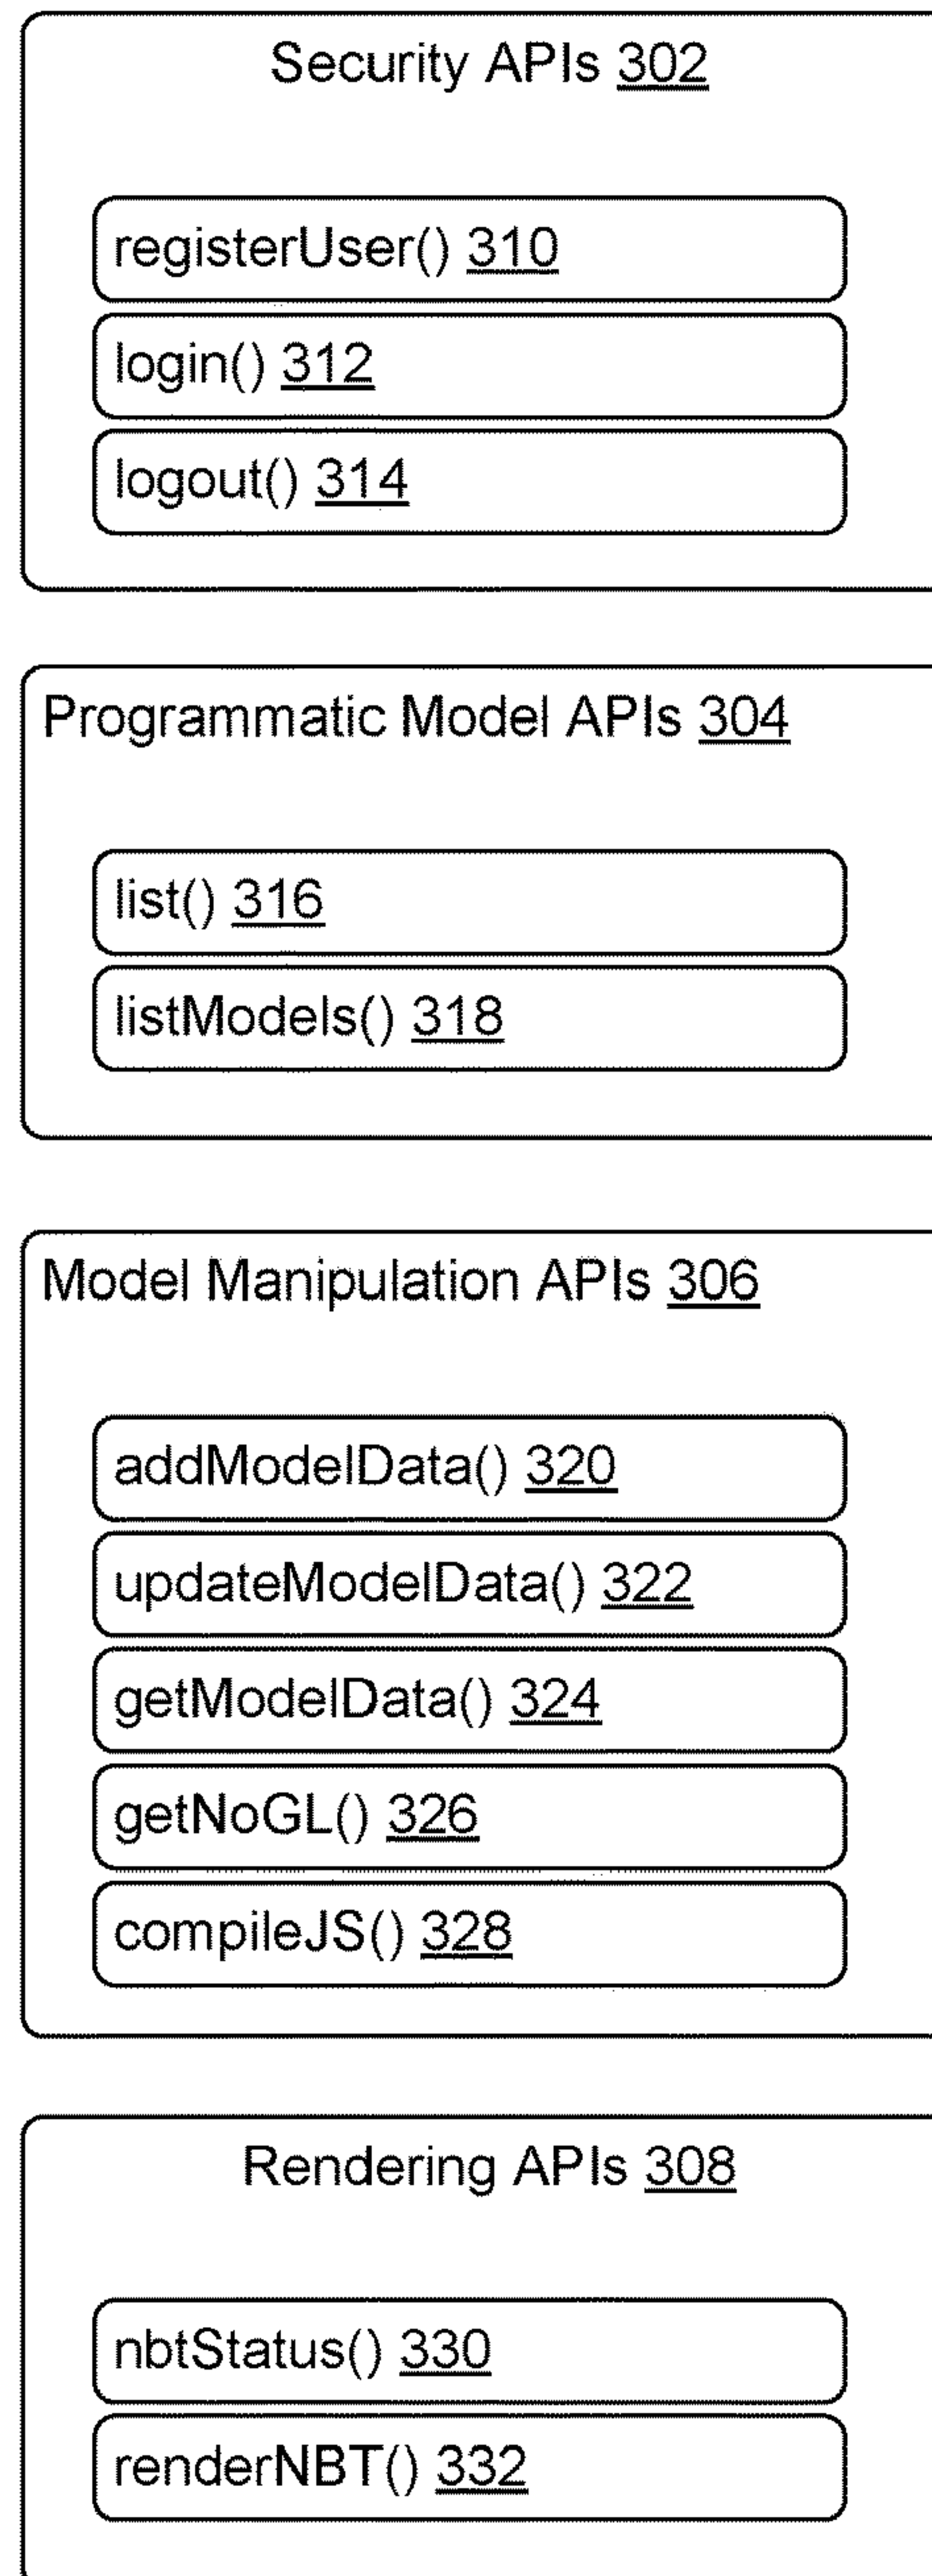 Security APIs 302
registerUser() 310
login() 312
logout() 314
Programmatic Model APIs 304
list() 316
listModels() 318
Model Manipulation APIs 306
addModelData() 320
updateModelData() 322
getModelData() 324
getNoGL() 326
compileJS() 328
Rendering APIs 308
nbtStatus() 330
renderNBT() 332